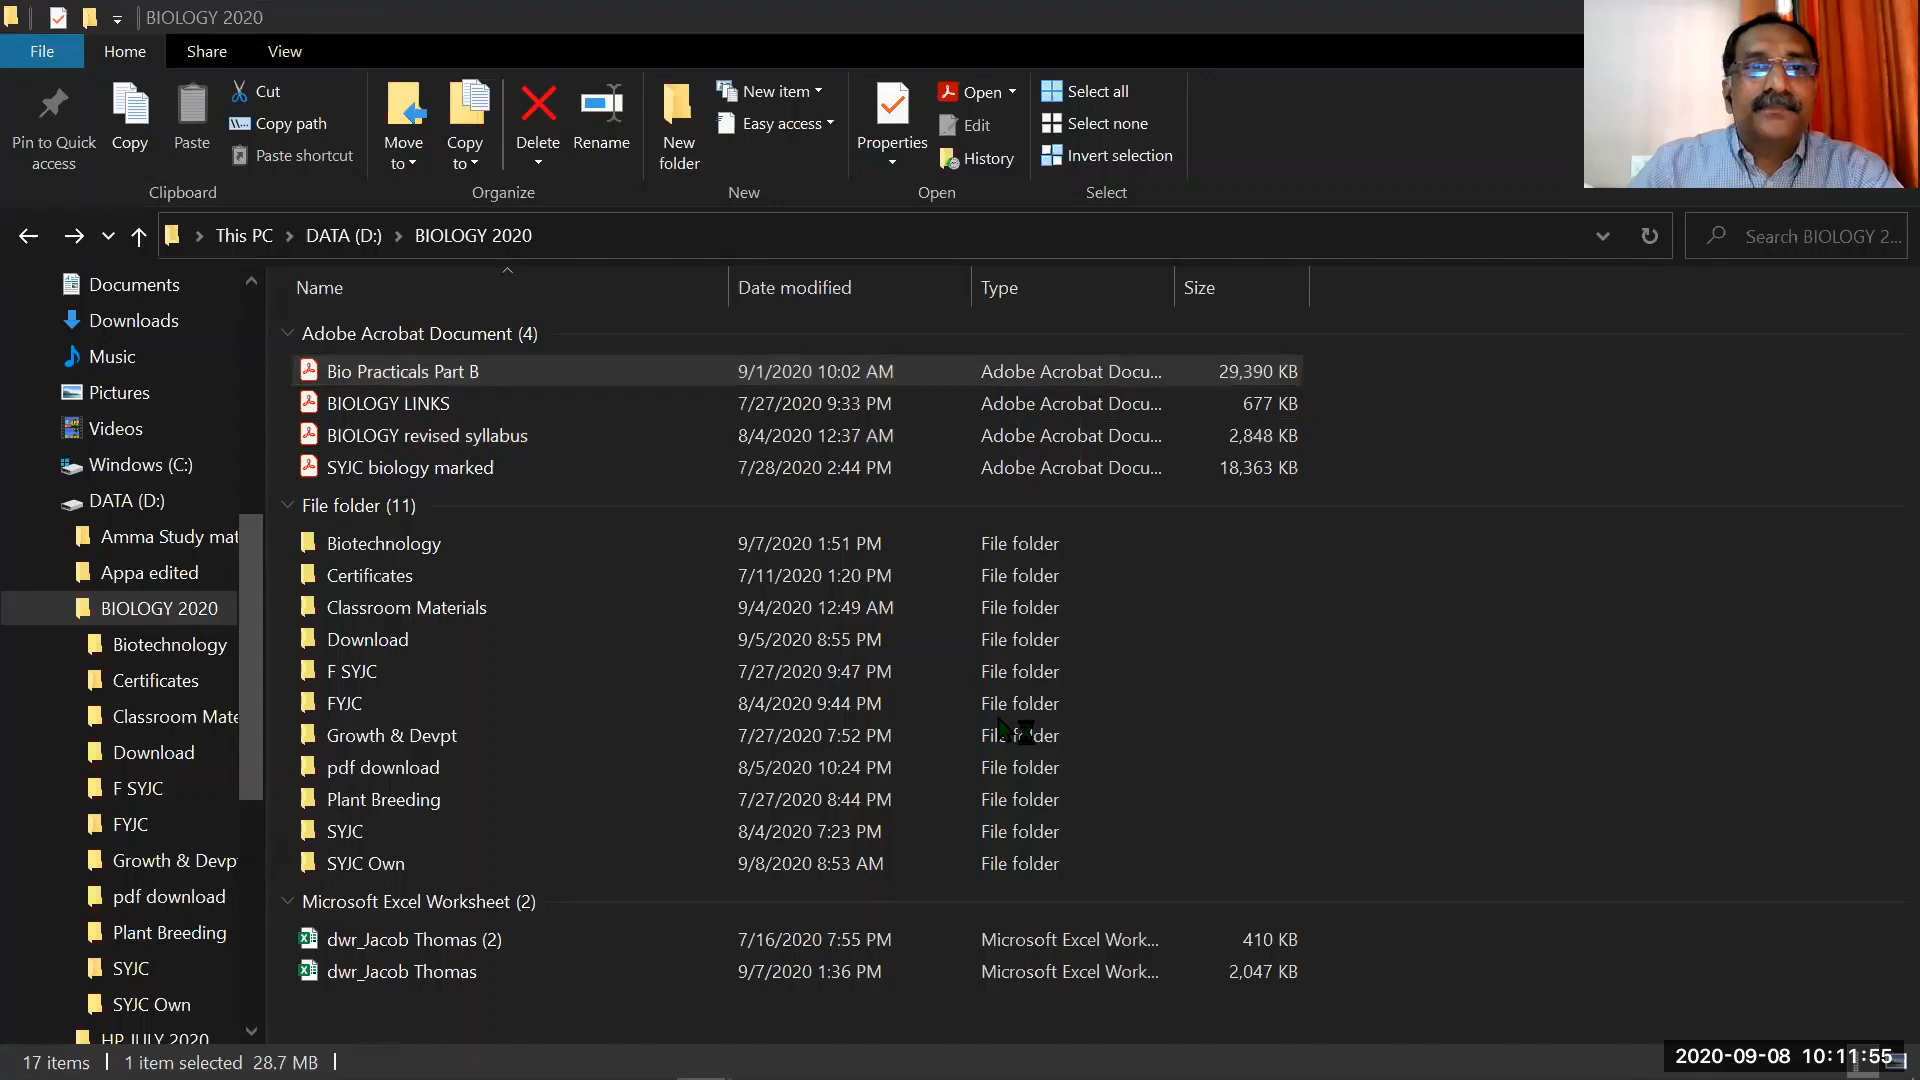 BIOLOGY 2020
File Home Share View
Pin to Quick access
Copy
Paste
Cut
Copy path
Paste shortcut
Clipboard
Move to
Copy to
Delete
Rename
Organize
New folder
New item
Easy access
New
Properties
Open
Edit
History
Open
Select all
Select none
Invert selection
Select
This PC DATA (D:) BIOLOGY 2020
Search BIOLOGY 2...
Documents
Downloads
Music
Pictures
Videos
Windows (C:)
DATA (D:)
Amma Study mat
Appa edited
BIOLOGY 2020
Biotechnology
Certificates
Classroom Mate
Download
F SYJC
FYJC
Growth & Devp
pdf download
Plant Breeding
SYJC
SYJC Own
HP JULY 2020
Name Date modified Type Size
Adobe Acrobat Document (4)
Bio Practicals Part B 9/1/2020 10:02 AM Adobe Acrobat Docu... 29,390 KB
BIOLOGY LINKS 7/27/2020 9:33 PM Adobe Acrobat Docu... 677 KB
BIOLOGY revised syllabus 8/4/2020 12:37 AM Adobe Acrobat Docu... 2,848 KB
SYJC biology marked 7/28/2020 2:44 PM Adobe Acrobat Docu... 18,363 KB
File folder (11)
Biotechnology 9/7/2020 1:51 PM File folder
Certificates 7/11/2020 1:20 PM File folder
Classroom Materials 9/4/2020 12:49 AM File folder
Download 9/5/2020 8:55 PM File folder
F SYJC 7/27/2020 9:47 PM File folder
FYJC 8/4/2020 9:44 PM File folder
Growth & Devpt 7/27/2020 7:52 PM File folder
pdf download 8/5/2020 10:24 PM File folder
Plant Breeding 7/27/2020 8:44 PM File folder
SYJC 8/4/2020 7:23 PM File folder
SYJC Own 9/8/2020 8:53 AM File folder
Microsoft Excel Worksheet (2)
dwr_Jacob Thomas (2) 7/16/2020 7:55 PM Microsoft Excel Work... 410 KB
dwr_Jacob Thomas 9/7/2020 1:36 PM Microsoft Excel Work... 2,047 KB
17 items 1 item selected 28.7 MB
2020-09-08 10:11:55